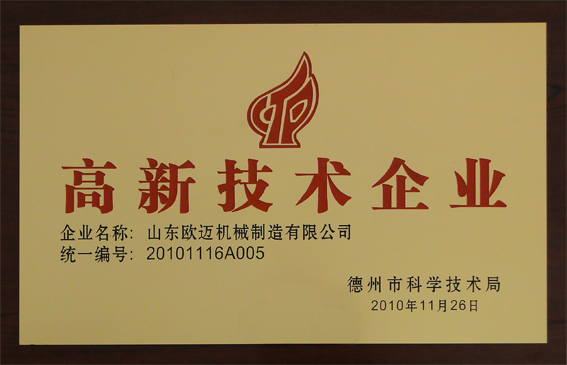 高新技术企业
企业名称: 山东欧迈机械制造有限公司
统一编号: 20101116A005
德州市科学技术局
2010年11月26日